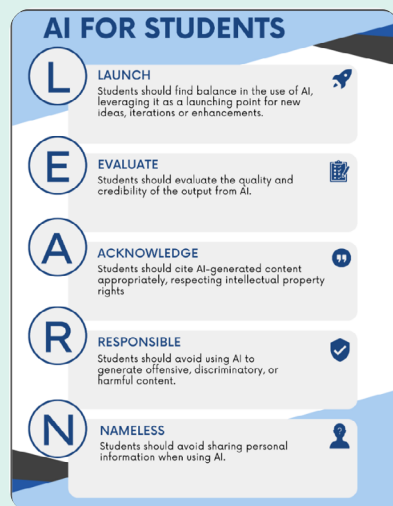 AI FOR STUDENTS
L
LAUNCH
Students should find balance in the use of AI,
leveraging it as a launching point for new
ideas, iterations or enhancements.
E
EVALUATE
Students should evaluate the quality and
credibility of the output from AI.
A
ACKNOWLEDGE
Students should cite AI-generated content
appropriately, respecting intellectual property
rights
R
RESPONSIBLE
Students should avoid using AI to
generate offensive, discriminatory, or
harmful content.
N
NAMELESS
Students should avoid sharing personal
information when using AI.